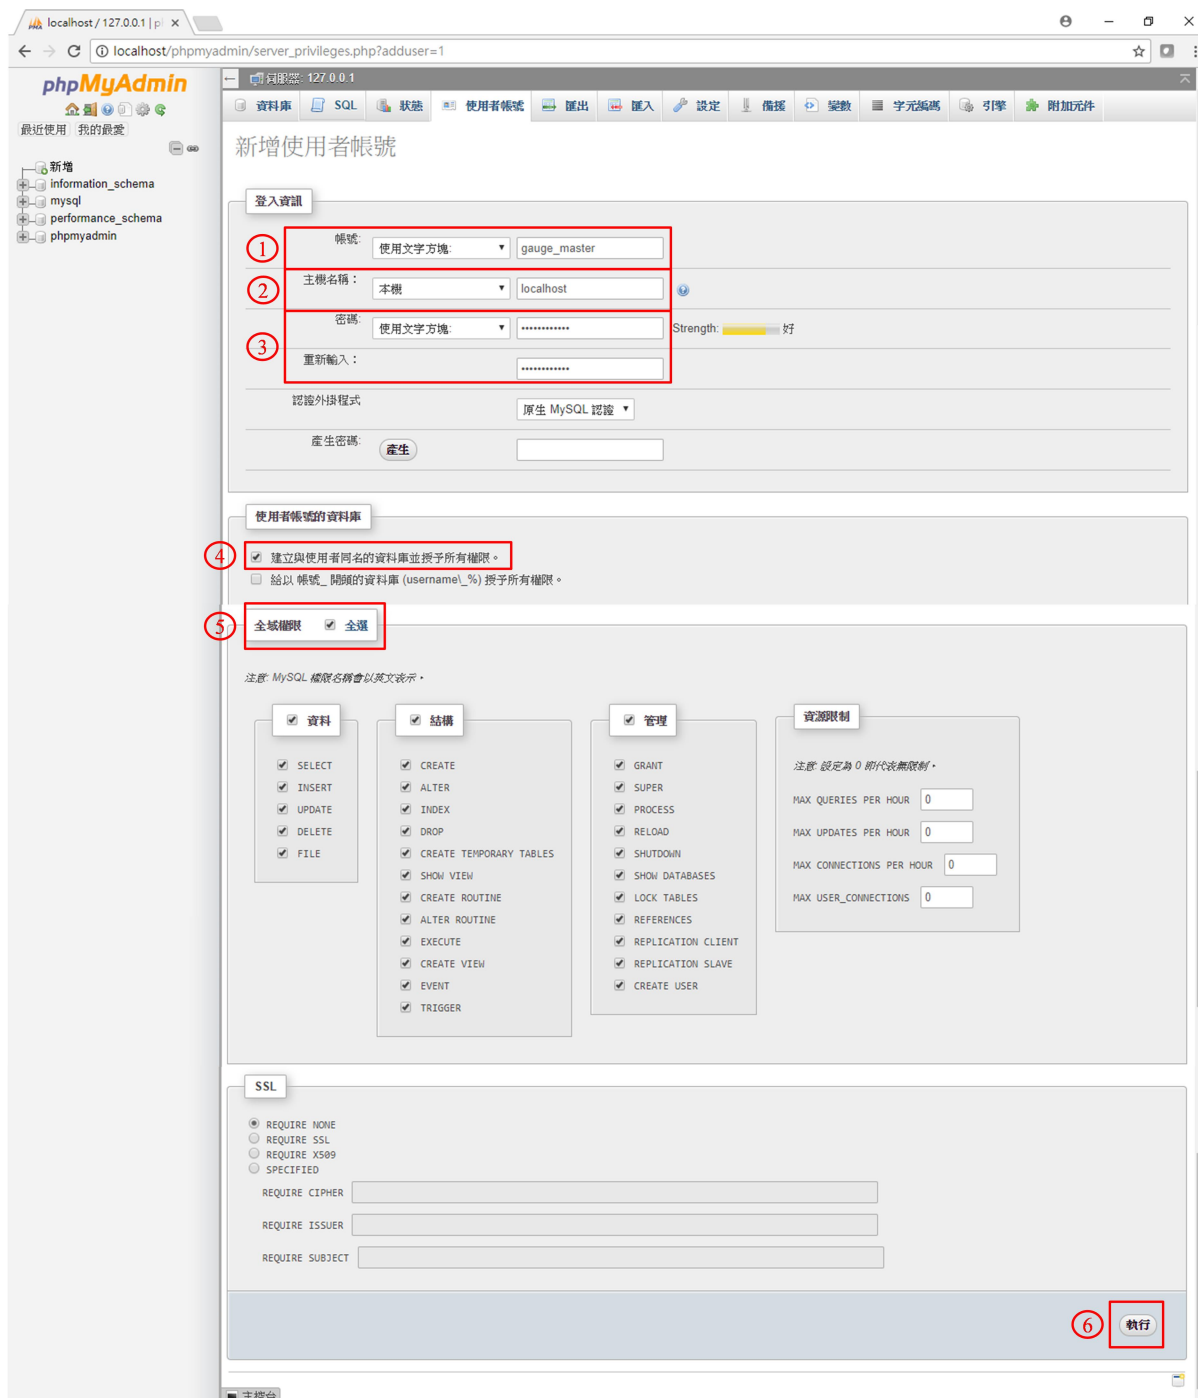 localhost / 127.0.0.1 | p
localhost/phpmyadmin/server_privileges.php?adduser=1
phpMyAdmin
最近使用 我的最愛
新增
information_schema
mysql
performance_schema
phpmyadmin
伺服器: 127.0.0.1
資料庫 SQL 狀態 使用者帳號 匯出 匯入 設定 備援 變數 字元編碼 引擎 附加元件
新增使用者帳號
登入資訊
① 帳號: 使用文字方塊: gauge_master
② 主機名稱： 本機 localhost
③ 密碼: 使用文字方塊: •••••••••••• Strength: 好
重新輸入： ••••••••••••
認證外掛程式 原生 MySQL 認證
產生密碼: 產生
使用者帳號的資料庫
④ 建立與使用者同名的資料庫並授予所有權限。
給以 帳號_ 開頭的資料庫 (username\_%) 授予所有權限。
⑤ 全域權限 全選
注意: MySQL 權限名稱會以英文表示。
資料
SELECT
INSERT
UPDATE
DELETE
FILE
結構
CREATE
ALTER
INDEX
DROP
CREATE TEMPORARY TABLES
SHOW VIEW
CREATE ROUTINE
ALTER ROUTINE
EXECUTE
CREATE VIEW
EVENT
TRIGGER
管理
GRANT
SUPER
PROCESS
RELOAD
SHUTDOWN
SHOW DATABASES
LOCK TABLES
REFERENCES
REPLICATION CLIENT
REPLICATION SLAVE
CREATE USER
資源限制
注意: 設定為 0 即代表無限制。
MAX QUERIES PER HOUR 0
MAX UPDATES PER HOUR 0
MAX CONNECTIONS PER HOUR 0
MAX USER_CONNECTIONS 0
SSL
REQUIRE NONE
REQUIRE SSL
REQUIRE X509
SPECIFIED
REQUIRE CIPHER
REQUIRE ISSUER
REQUIRE SUBJECT
⑥ 執行
主控台